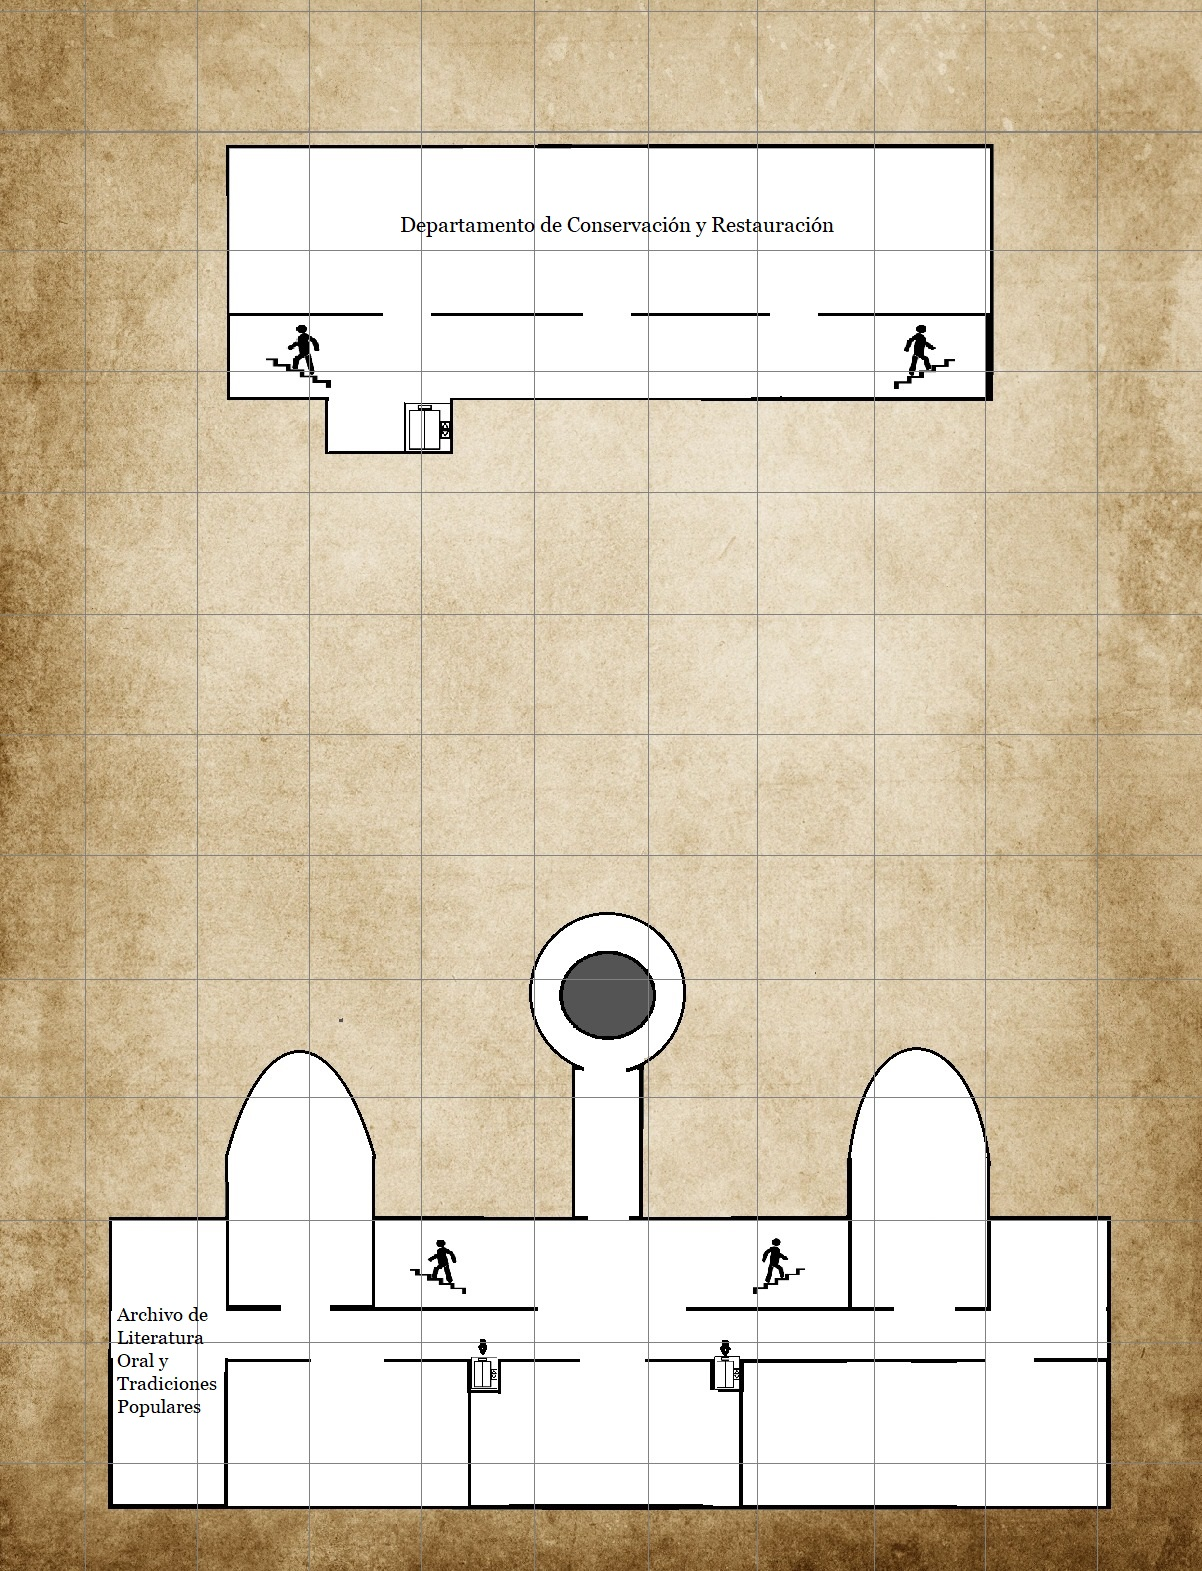 Departamento de Conservación y Restauración
Archivo de
Literatura
Oral y
Tradiciones
Populares